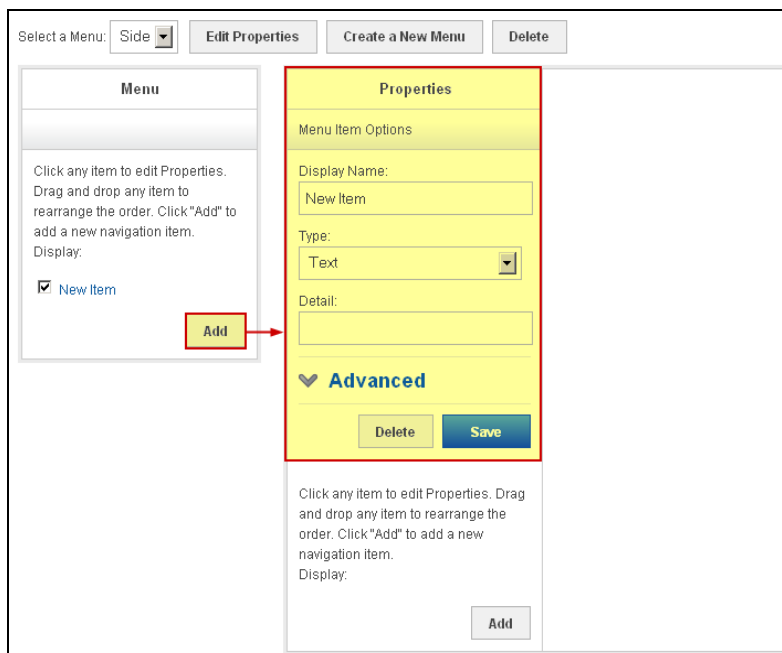 Select a Menu: Side Edit Properties Create a New Menu Delete
Menu
Click any item to edit Properties.
Drag and drop any item to
rearrange the order. Click "Add" to
add a new navigation item.
Display:
New Item
Add
Properties
Menu Item Options
Display Name:
New Item
Type:
Text
Detail:
Advanced
Delete Save
Click any item to edit Properties. Drag
and drop any item to rearrange the
order. Click "Add" to add a new
navigation item.
Display:
Add